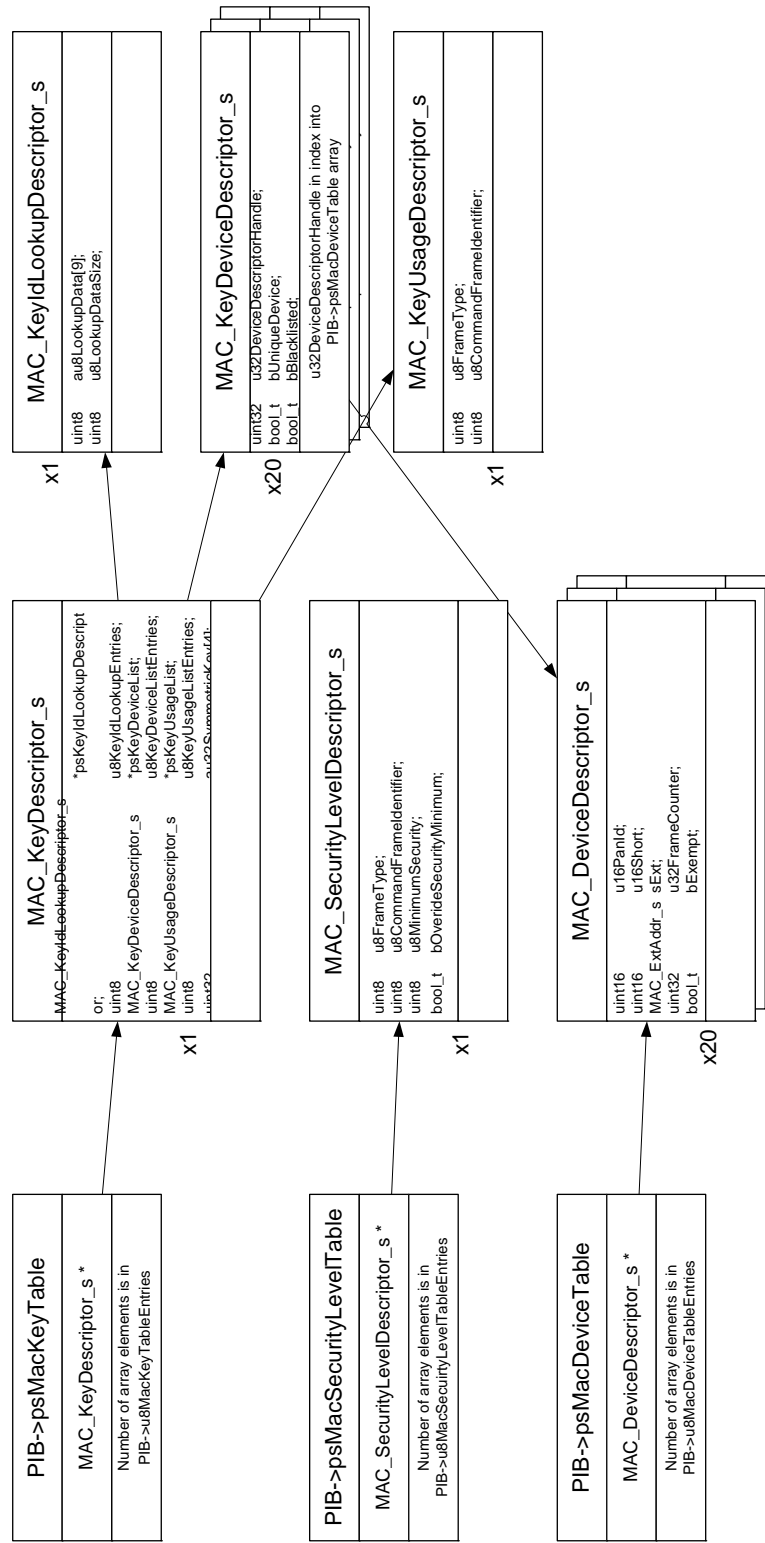 PIB->psMacKeyTable
MAC_KeyDescriptor_s *
Number of array elements is in
PIB->u8MacKeyTableEntries
MAC_KeyDescriptor_s
MAC_KeyIdLookupDescriptor_s
*psKeyIdLookupDescript
or;
uint8 u8KeyIdLookupEntries;
MAC_KeyDeviceDescriptor_s *psKeyDeviceList;
uint8 u8KeyDeviceListEntries;
MAC_KeyUsageDescriptor_s *psKeyUsageList;
uint8 u8KeyUsageListEntries;
uint32 au32SymmetricKey[4];
x1
MAC_KeyIdLookupDescriptor_s
uint8 au8LookupData[9];
uint8 u8LookupDataSize;
x1
MAC_KeyDeviceDescriptor_s
uint32 u32DeviceDescriptorHandle;
bool_t bUniqueDevice;
bool_t bBlacklisted;
u32DeviceDescriptorHandle in index into
PIB->psMacDeviceTable array
x20
MAC_KeyUsageDescriptor_s
uint8 u8FrameType;
uint8 u8CommandFrameIdentifier;
x1
PIB->psMacSecurityLevelTable
MAC_SecurityLevelDescriptor_s *
Number of array elements is in
PIB->u8MacSecuirtyLevelTableEntries
MAC_SecurityLevelDescriptor_s
uint8 u8FrameType;
uint8 u8CommandFrameIdentifier;
uint8 u8MinimumSecurity;
bool_t bOverideSecurityMinimum;
x1
PIB->psMacDeviceTable
MAC_DeviceDescriptor_s *
Number of array elements is in
PIB->u8MacDeviceTableEntries
MAC_DeviceDescriptor_s
uint16 u16PanId;
uint16 u16Short;
MAC_ExtAddr_s sExt;
uint32 u32FrameCounter;
bool_t bExempt;
x20